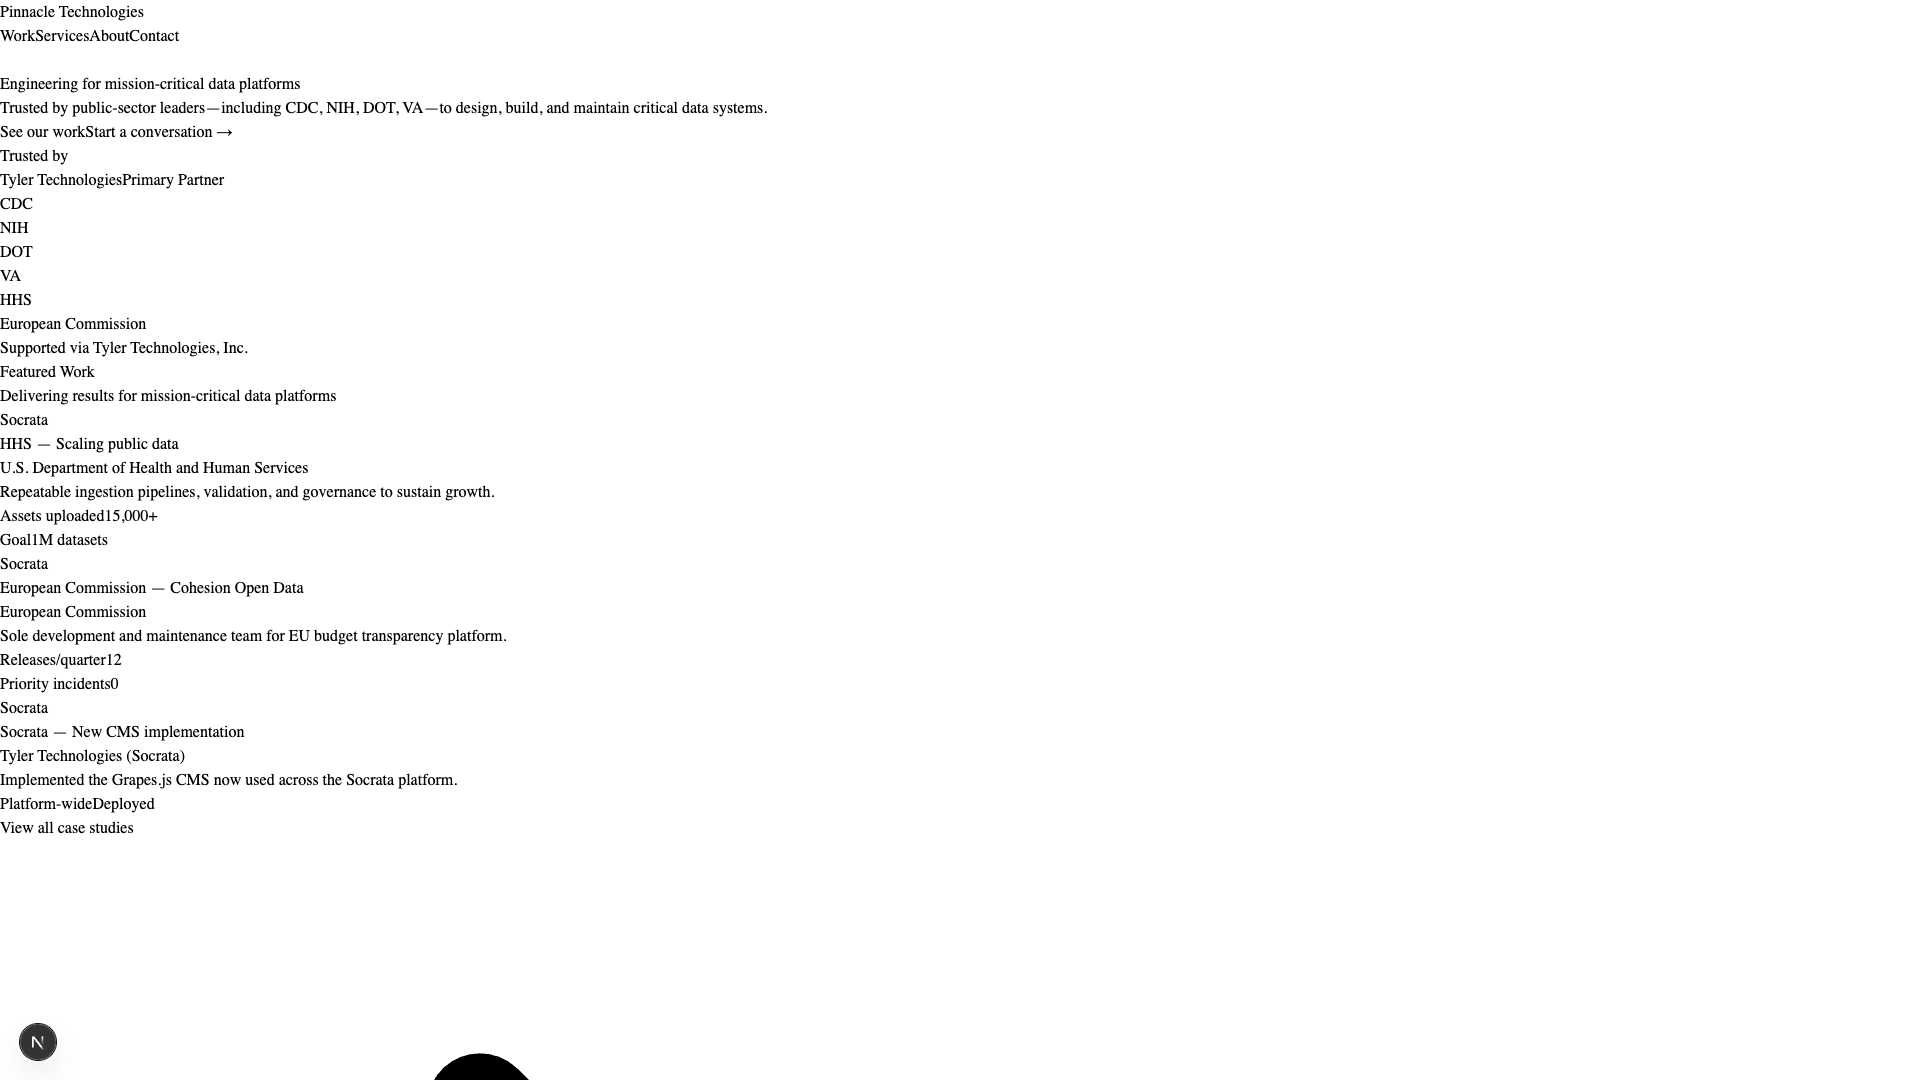 Pinnacle Technologies
WorkServicesAboutContact
Engineering for mission-critical data platforms
Trusted by public-sector leaders—including CDC, NIH, DOT, VA—to design, build, and maintain critical data systems.
See our workStart a conversation →
Trusted by
Tyler TechnologiesPrimary Partner
CDC
NIH
DOT
VA
HHS
European Commission
Supported via Tyler Technologies, Inc.
Featured Work
Delivering results for mission-critical data platforms
Socrata
HHS — Scaling public data
U.S. Department of Health and Human Services
Repeatable ingestion pipelines, validation, and governance to sustain growth.
Assets uploaded15,000+
Goal1M datasets
Socrata
European Commission — Cohesion Open Data
European Commission
Sole development and maintenance team for EU budget transparency platform.
Releases/quarter12
Priority incidents0
Socrata
Socrata — New CMS implementation
Tyler Technologies (Socrata)
Implemented the Grapes.js CMS now used across the Socrata platform.
Platform-wideDeployed
View all case studies
N